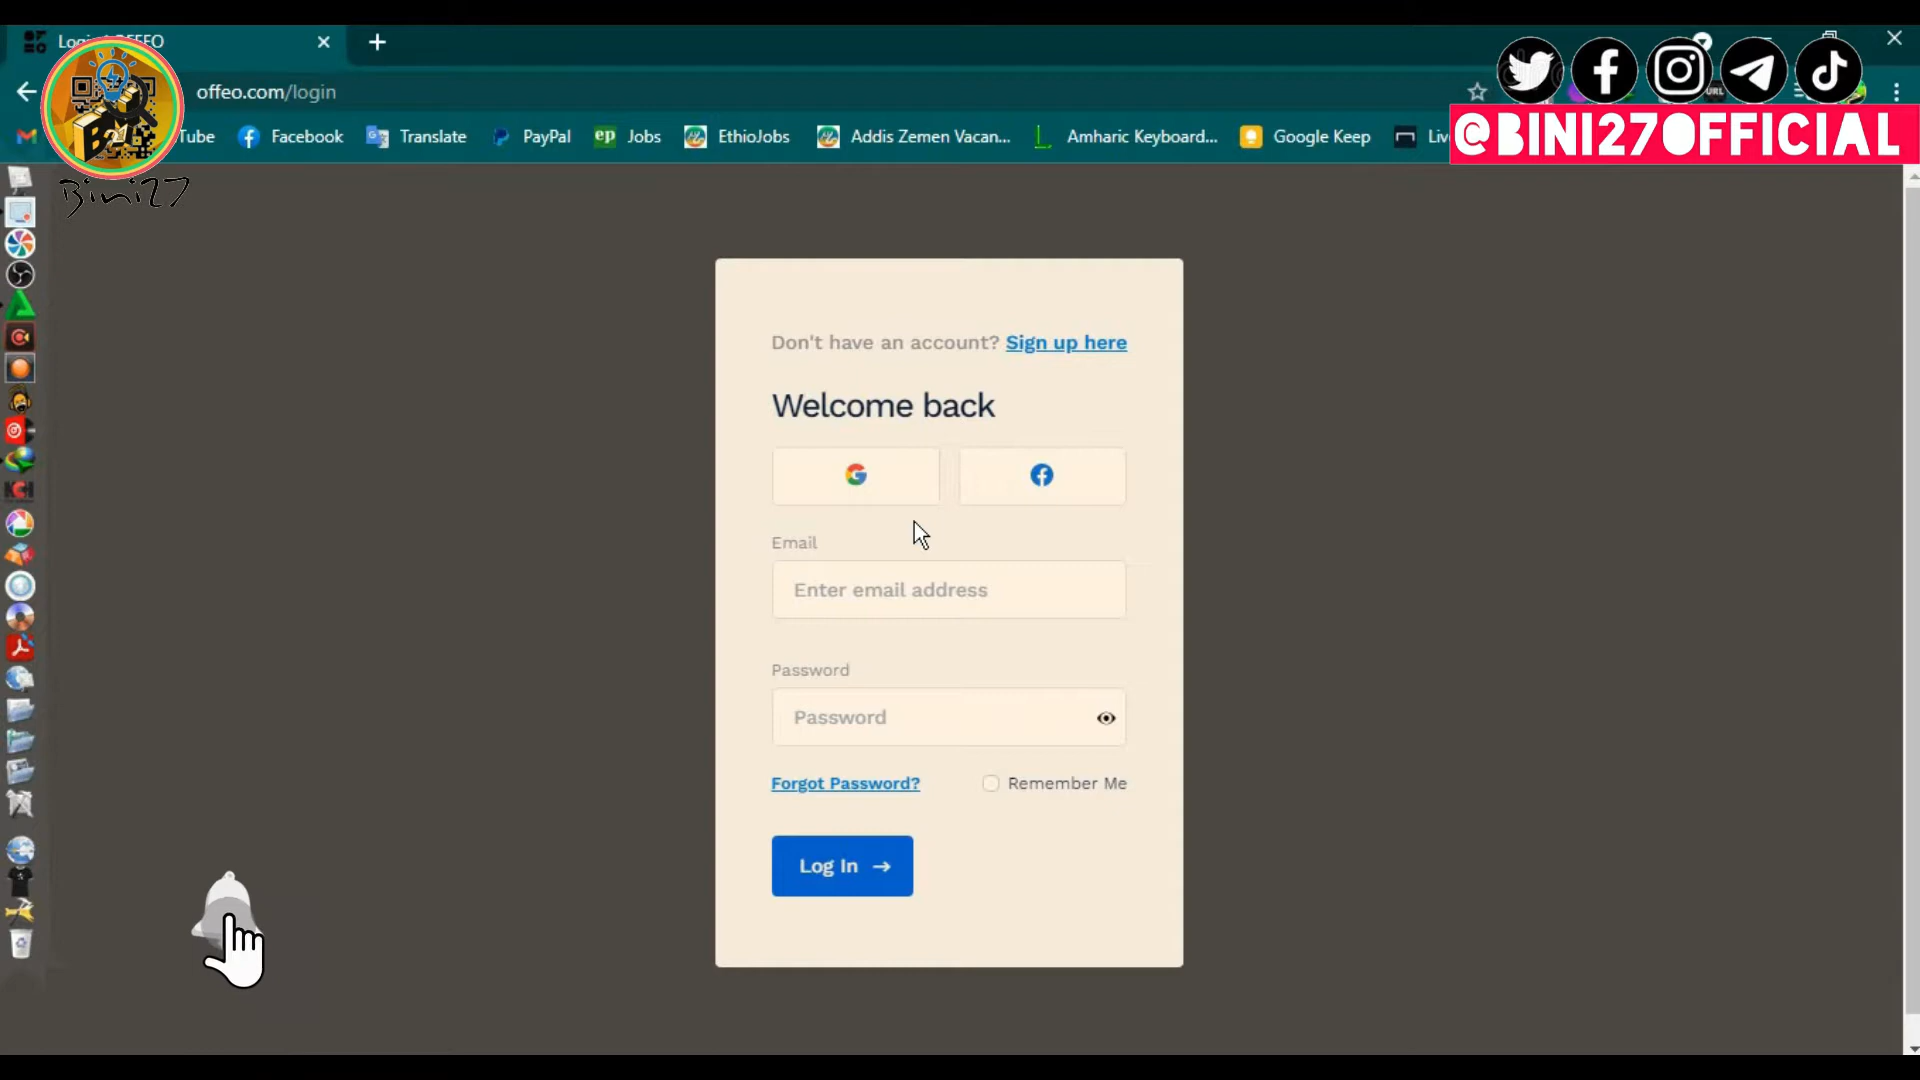 offeo.com/login
Tube Facebook Translate PayPal ep Jobs EthioJobs Addis Zemen Vacan... Amharic Keyboard... Google Keep
@BINI27OFFICIAL
Bini27
Don't have an account? Sign up here
Welcome back
Email
Enter email address
Password
Password
Forgot Password? Remember Me
Log In →